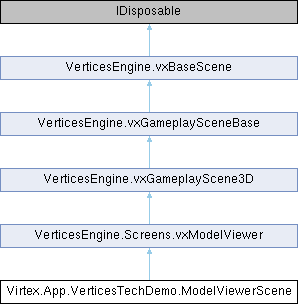 IDisposable
VerticesEngine.vxBaseScene
VerticesEngine.vxGameplaySceneBase
VerticesEngine.vxGameplayScene3D
VerticesEngine.Screens.vxModelViewer
Virtex.App.VerticesTechDemo.ModelViewerScene